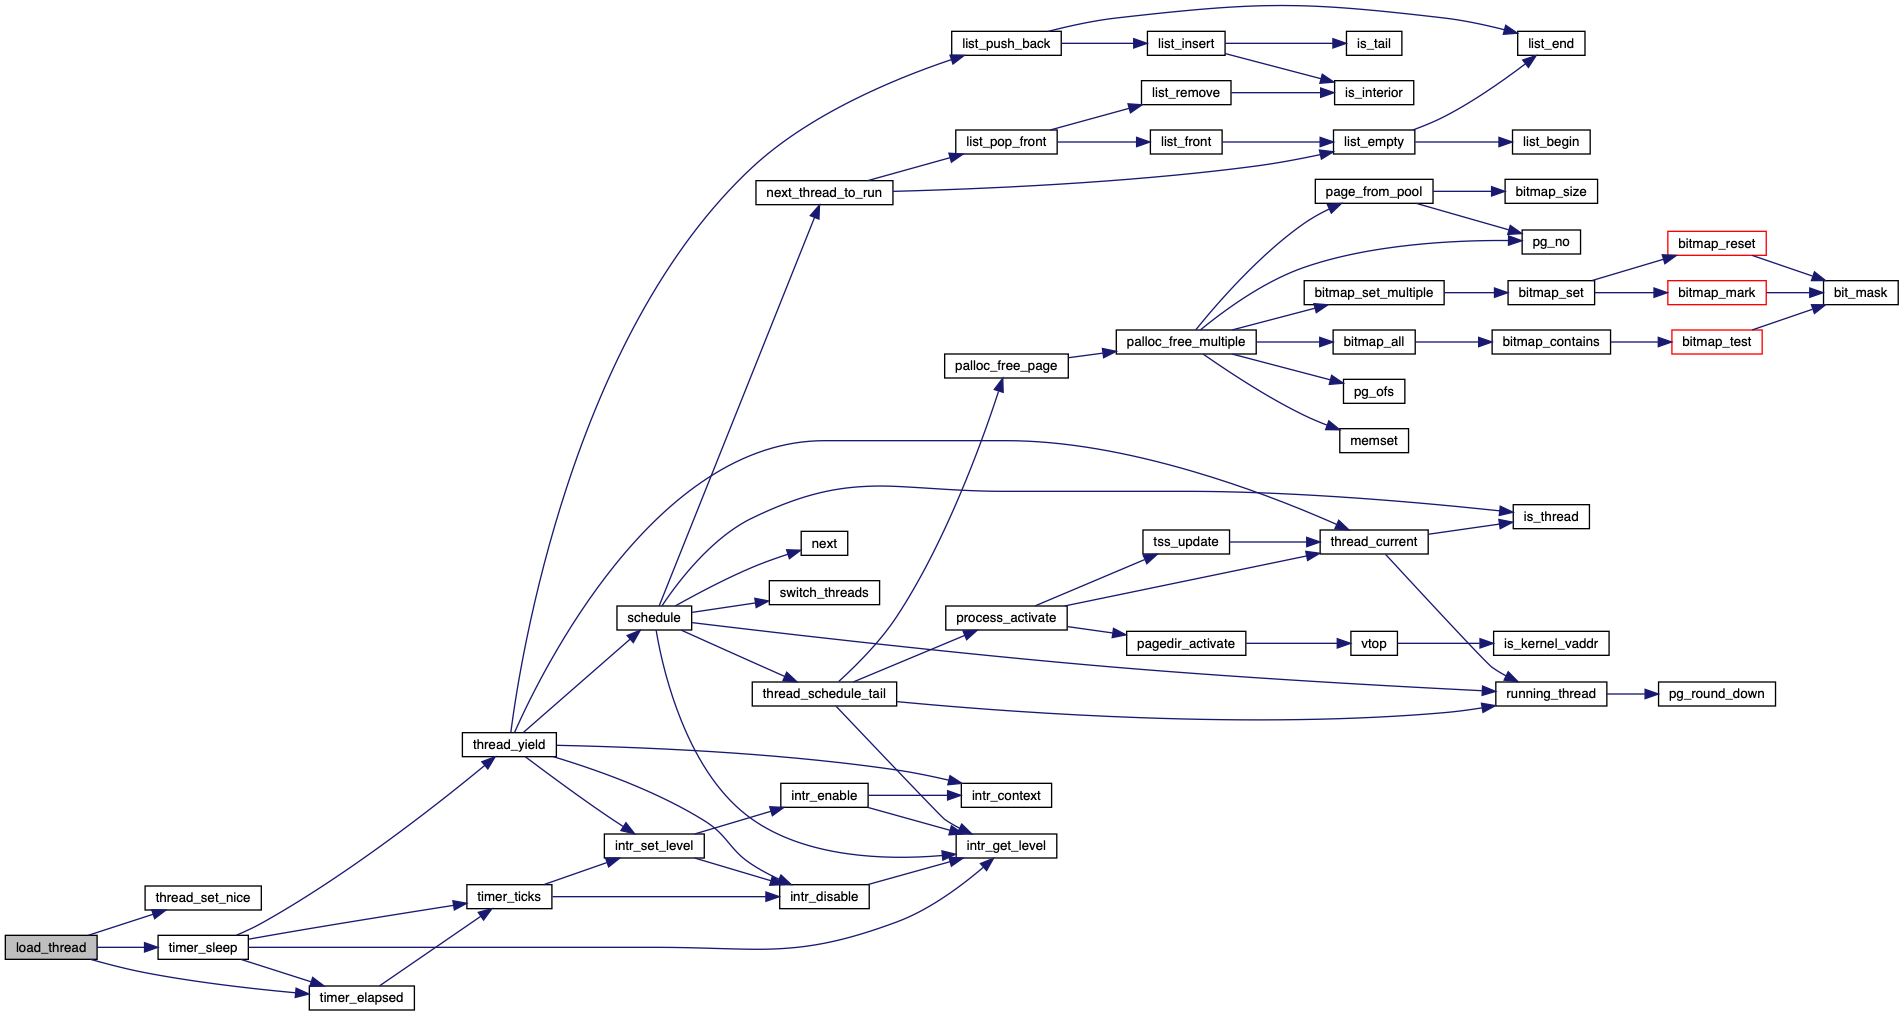 list_push_back
list_insert
is_tail
list_end
list_remove
is_interior
list_pop_front
list_front
list_empty
list_begin
next_thread_to_run
page_from_pool
bitmap_size
pg_no
bitmap_reset
bitmap_set_multiple
bitmap_set
bitmap_mark
bit_mask
palloc_free_multiple
bitmap_all
bitmap_contains
bitmap_test
palloc_free_page
pg_ofs
memset
is_thread
next
tss_update
thread_current
switch_threads
schedule
process_activate
pagedir_activate
vtop
is_kernel_vaddr
thread_schedule_tail
running_thread
pg_round_down
thread_yield
intr_enable
intr_context
intr_set_level
intr_get_level
thread_set_nice
timer_ticks
intr_disable
load_thread
timer_sleep
timer_elapsed